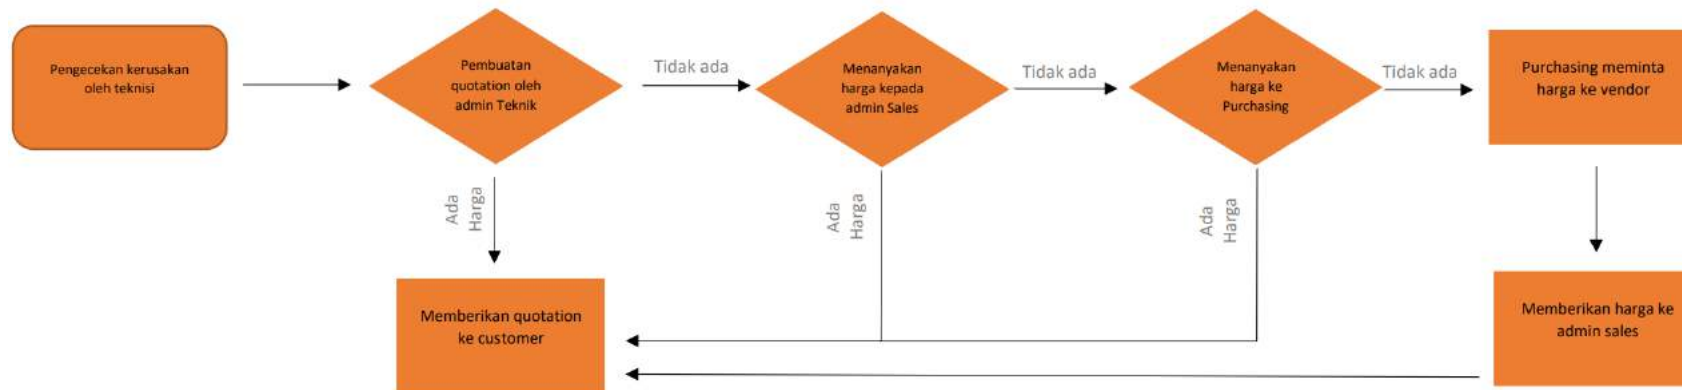 Pengecekan kerusakan
oleh teknisi
Pembuatan
quotation oleh
admin Teknik
Tidak ada
Menanyakan
harga kepada
admin Sales
Tidak ada
Menanyakan
harga ke
Purchasing
Tidak ada
Purchasing meminta
harga ke vendor
Ada
Harga
Ada
Harga
Ada
Harga
Memberikan quotation
ke customer
Memberikan harga ke
admin sales